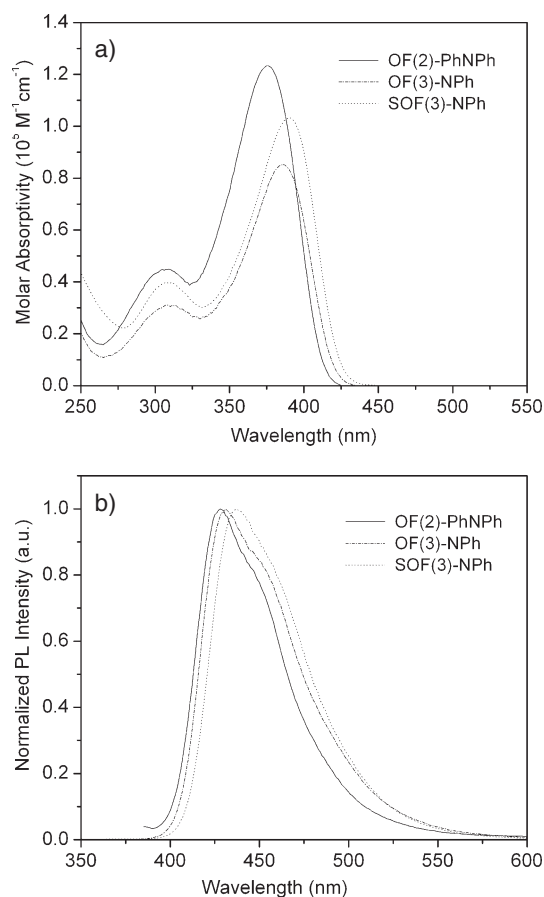 a)
OF(2)-PhNPh
OF(3)-NPh
SOF(3)-NPh
Molar Absorptivity (10⁵ M⁻¹cm⁻¹)
1.4
1.2
1.0
0.8
0.6
0.4
0.2
0.0
250 300 350 400 450 500 550
Wavelength (nm)
b)
OF(2)-PhNPh
OF(3)-NPh
SOF(3)-NPh
Normalized PL Intensity (a.u.)
1.0
0.8
0.6
0.4
0.2
0.0
350 400 450 500 550 600
Wavelength (nm)